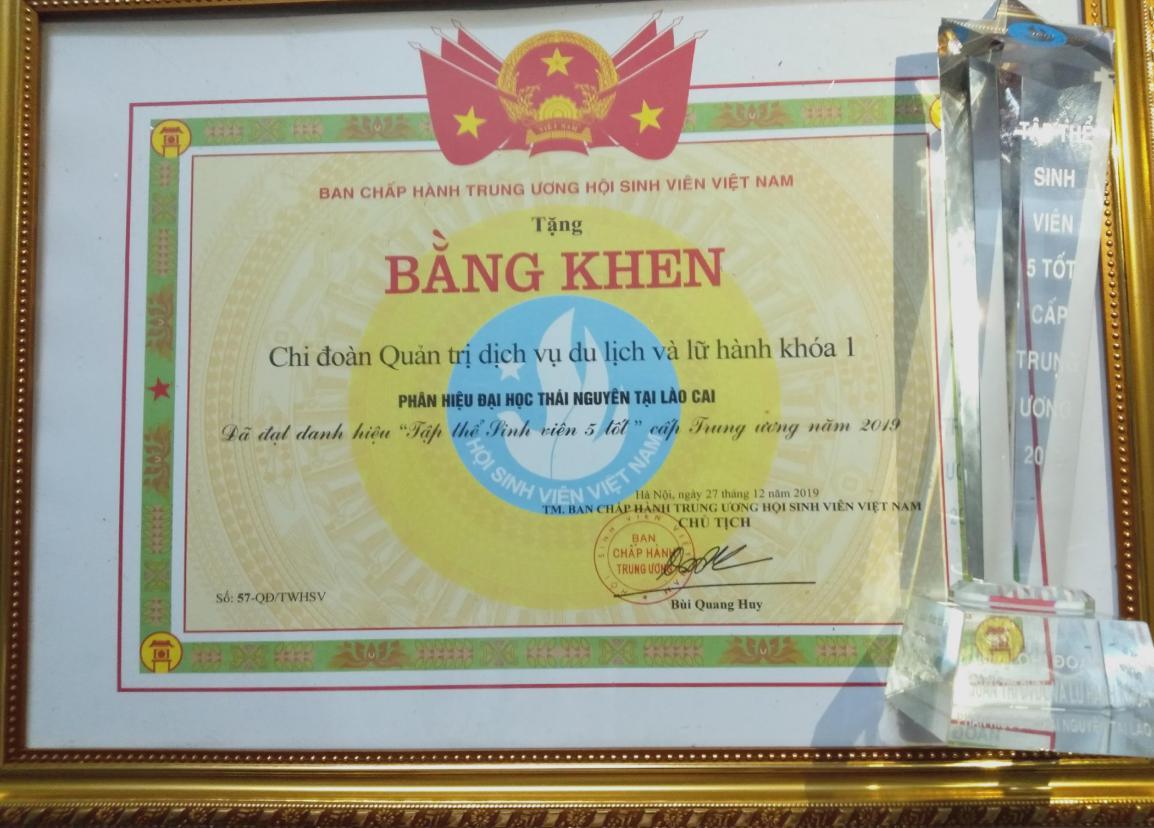 VIỆT NAM
BAN CHẤP HÀNH TRUNG ƯƠNG HỘI SINH VIÊN VIỆT NAM
Tặng
BẰNG KHEN
Chi đoàn Quản trị dịch vụ du lịch và lữ hành khóa 1
PHÂN HIỆU ĐẠI HỌC THÁI NGUYÊN TẠI LÀO CAI
Đã đạt danh hiệu “Tập thể Sinh viên 5 tốt” cấp Trung ương năm 2019
HỘI SINH VIÊN VIỆT NAM
Hà Nội, ngày 27 tháng 12 năm 2019
TM. BAN CHẤP HÀNH TRUNG ƯƠNG HỘI SINH VIÊN VIỆT NAM
CHỦ TỊCH
BAN
CHẤP HÀNH
TRUNG ƯƠNG
Số: 57-QĐ/TWHSV
Bùi Quang Huy
TẬP THỂ
SINH
VIÊN
5 TỐT
CẤP
TRUNG
ƯƠNG